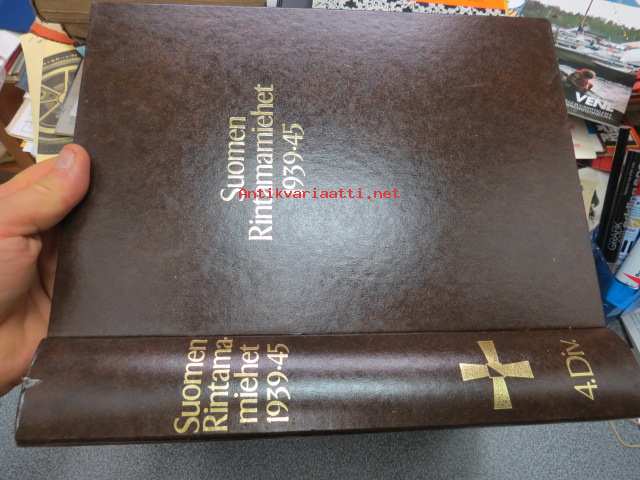 Suomen
Rintamamiehet
1939-45
Antikvariaatti.net
Suomen
Rintama-
miehet
1939-45
4. Div.
VENE